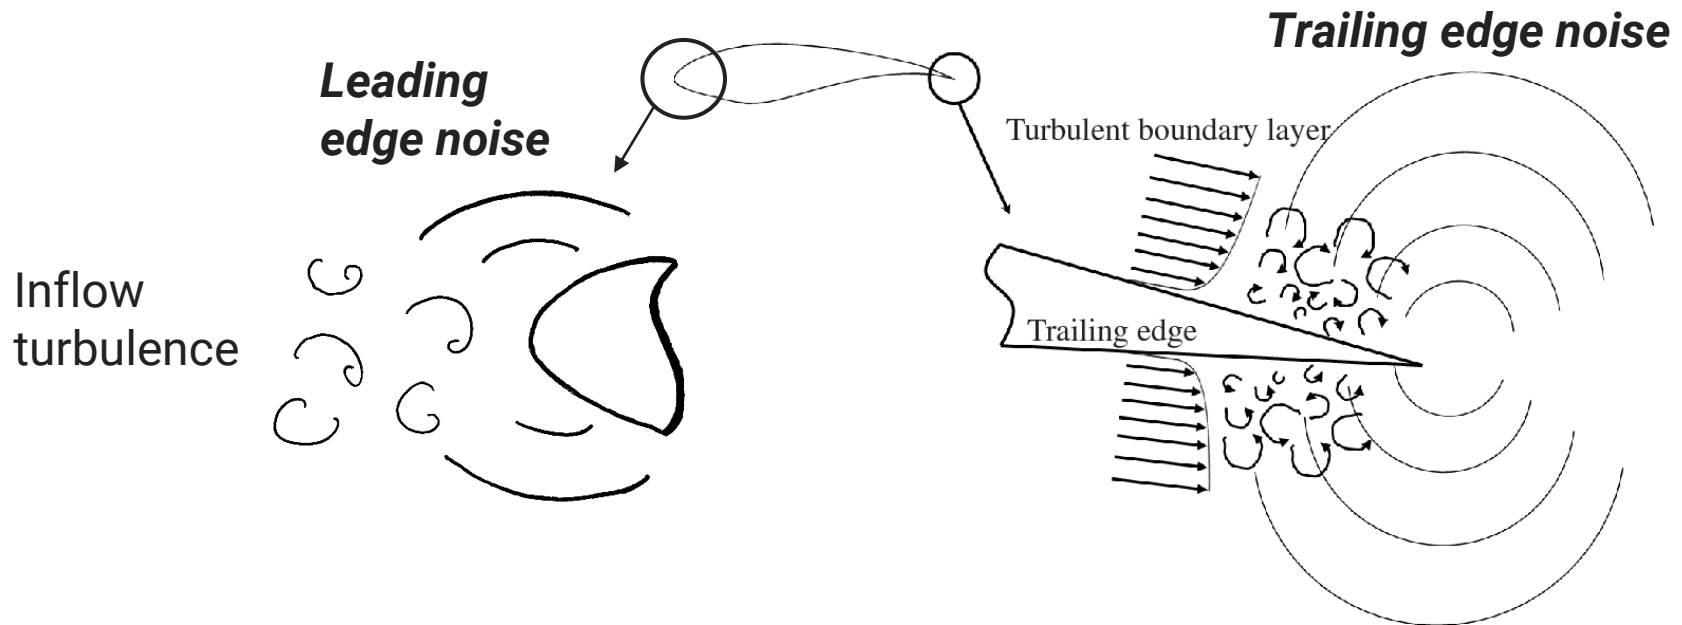 Leading
edge noise
Inflow
turbulence
Trailing edge noise
Turbulent boundary layer
Trailing edge